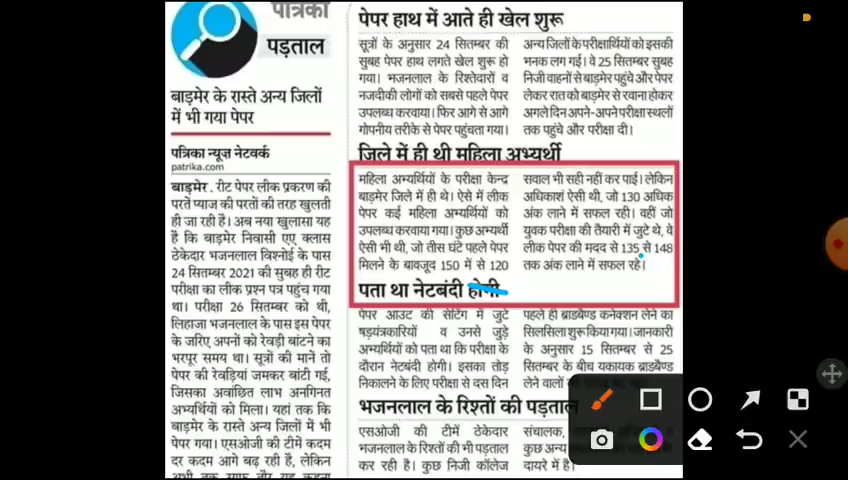 पत्रिका
पड़ताल
बाड़मेर के रास्ते अन्य जिलों
में भी गया पेपर
पत्रिका न्यूज़ नेटवर्क
patrika.com
बाड़मेर. रीट पेपर लीक प्रकरण की
परतें प्याज की परतों की तरह खुलती
ही जा रही है। अब नया खुलासा यह
है कि बाड़मेर निवासी एए क्लास
ठेकेदार भजनलाल विश्नोई के पास
24 सितम्बर 2021 की सुबह ही रीट
परीक्षा का लीक प्रश्न पत्र पहुंच गया
था। परीक्षा 26 सितम्बर को थी,
लिहाजा भजनलाल के पास इस पेपर
के जरिए अपनों को रेवड़ी बांटने का
भरपूर समय था। सूत्रों की मानें तो
पेपर की रेवड़ियां जमकर बांटी गई,
जिसका अवांछित लाभ अनगिनत
अभ्यर्थियों को मिला। यहां तक कि
बाड़मेर के रास्ते अन्य जिलों में भी
पेपर गया। एसओजी की टीमें कदम
दर कदम आगे बढ़ रही है, लेकिन
अभी तक साफ तौर यह कहना
पेपर हाथ में आते ही खेल शुरू
सूत्रों के अनुसार 24 सितम्बर की
सुबह पेपर हाथ लगते खेल शुरू हो
गया। भजनलाल के रिश्तेदारों व
नजदीकी लोगों को सबसे पहले पेपर
उपलब्ध करवाया। फिर आगे से आगे
गोपनीय तरीके से पेपर पहुंचता गया।
अन्य जिलों के परीक्षार्थियों को इसकी
भनक लग गई। वे 25 सितम्बर सुबह
निजी वाहनों से बाड़मेर पहुंचे और पेपर
लेकर रात को बाड़मेर से रवाना होकर
अगले दिन अपने-अपने परीक्षा स्थलों
तक पहुंचे और परीक्षा दी।
जिले में ही थी महिला अभ्यर्थी
महिला अभ्यर्थियों के परीक्षा केन्द्र
बाड़मेर जिले में ही थे। ऐसे में लीक
पेपर कई महिला अभ्यर्थियों को
उपलब्ध करवाया गया। कुछ अभ्यर्थी
ऐसी भी थी, जो तीस घंटे पहले पेपर
मिलने के बावजूद 150 में से 120
सवाल भी सही नहीं कर पाई। लेकिन
अधिकाशं ऐसी थी, जो 130 अधिक
अंक लाने में सफल रही। वहीं जो
युवक परीक्षा की तैयारी में जुटे थे, वे
लीक पेपर की मदद से 135 से 148
तक अंक लाने में सफल रहे।
पता था नेटबंदी होगी
पेपर आउट की सेटिंग में जुटे
षड़यंत्रकारियों व उनसे जुड़े
अभ्यर्थियों को पता था कि परीक्षा के
दौरान नेटबंदी होगी। इसका तोड़
निकालने के लिए परीक्षा से दस दिन
पहले ही ब्राडबैण्ड कनेक्शन लेने का
सिलसिला शुरू किया गया। जानकारी
के अनुसार 15 सितम्बर से 25
सितम्बर के बीच यकायक ब्राडबैण्ड
लेने वालों
भजनलाल के रिश्तों की पड़ताल
एसओजी की टीमें ठेकेदार
भजनलाल के रिश्तों की भी पड़ताल
कर रही है। कुछ निजी कॉलेज
संचालक,
कुछ अन्य
दायरे में है।